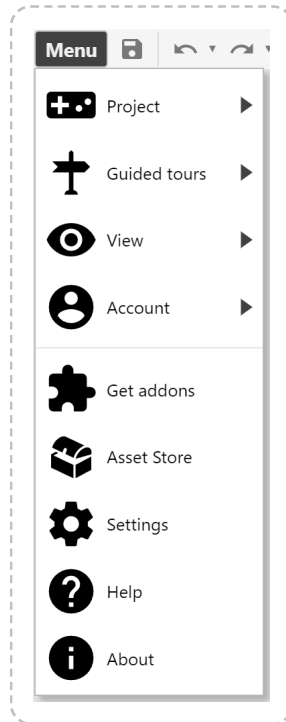 Menu
Project
Guided tours
View
Account
Get addons
Asset Store
Settings
Help
About